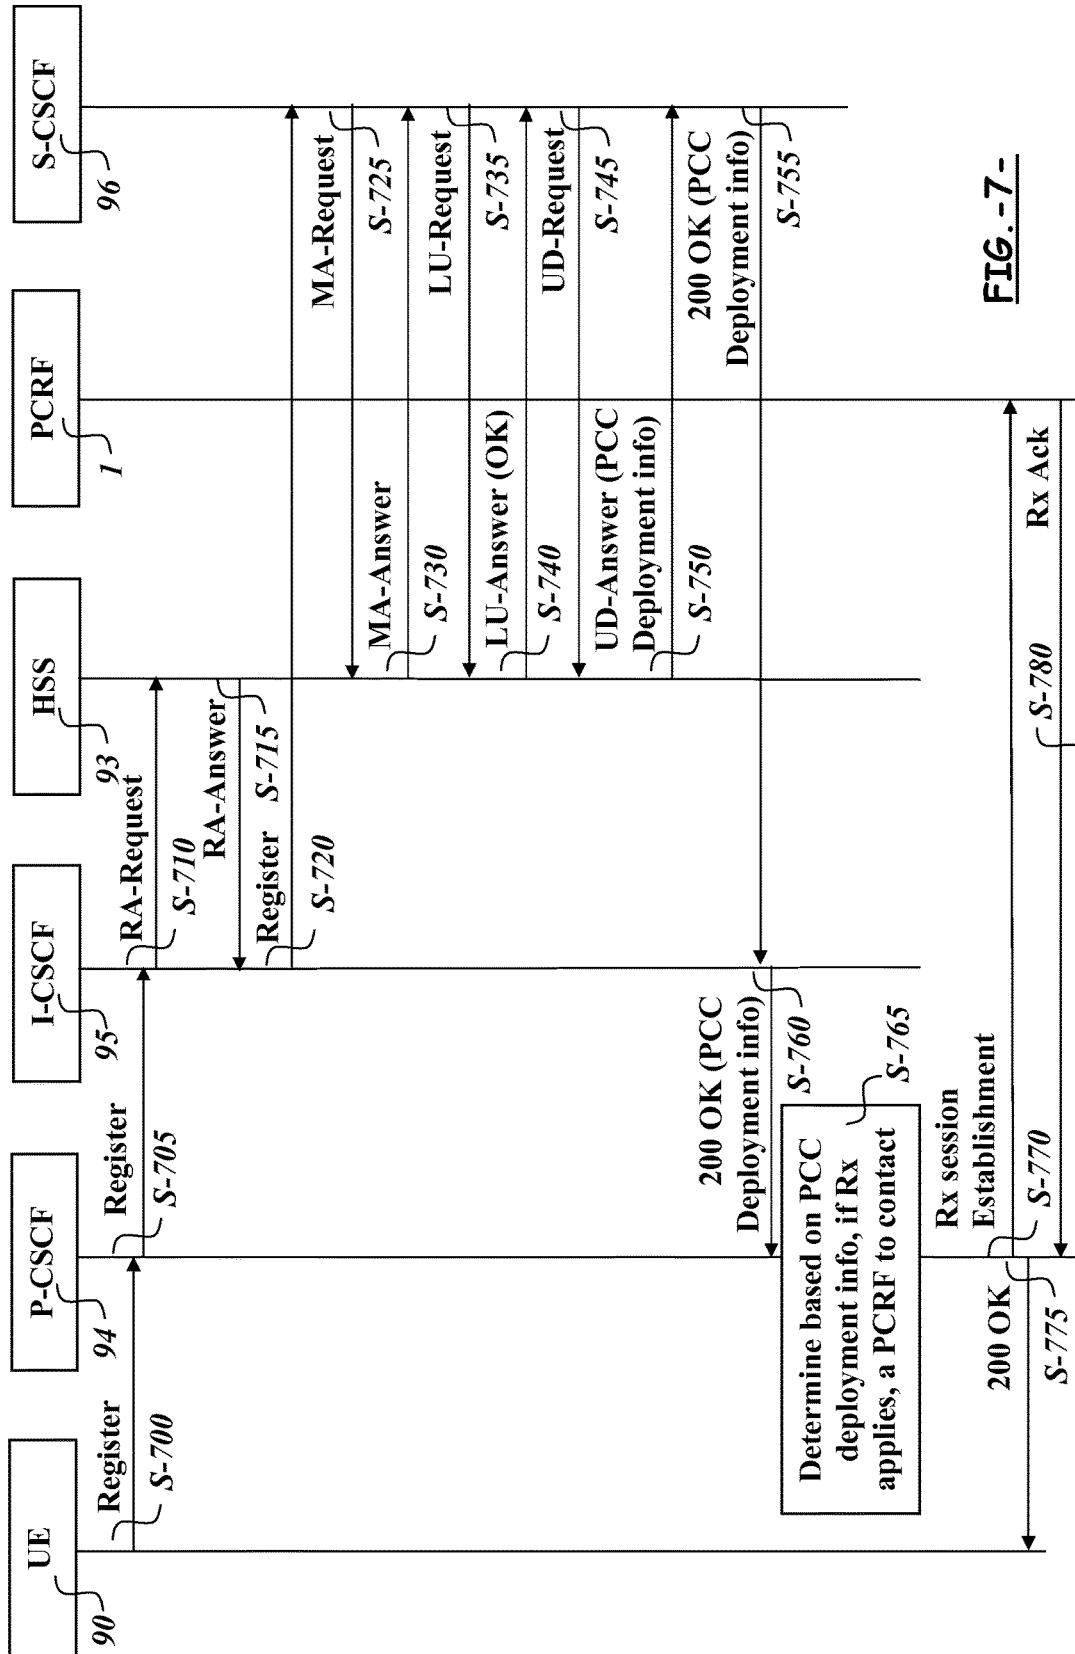 UE
90
P-CSCF
94
I-CSCF
95
HSS
93
PCRF
1
S-CSCF
96
Register
S-700
Register
S-705
RA-Request
S-710
RA-Answer
S-715
Register
S-720
MA-Request
S-725
MA-Answer
S-730
LU-Request
S-735
LU-Answer (OK)
S-740
UD-Request
S-745
UD-Answer (PCC
Deployment info)
S-750
200 OK (PCC
Deployment info)
S-755
200 OK (PCC
Deployment info)
S-760
Determine based on PCC
deployment info, if Rx
applies, a PCRF to contact
S-765
Rx session
Establishment
S-770
200 OK
S-775
Rx Ack
S-780
FIG.-7-